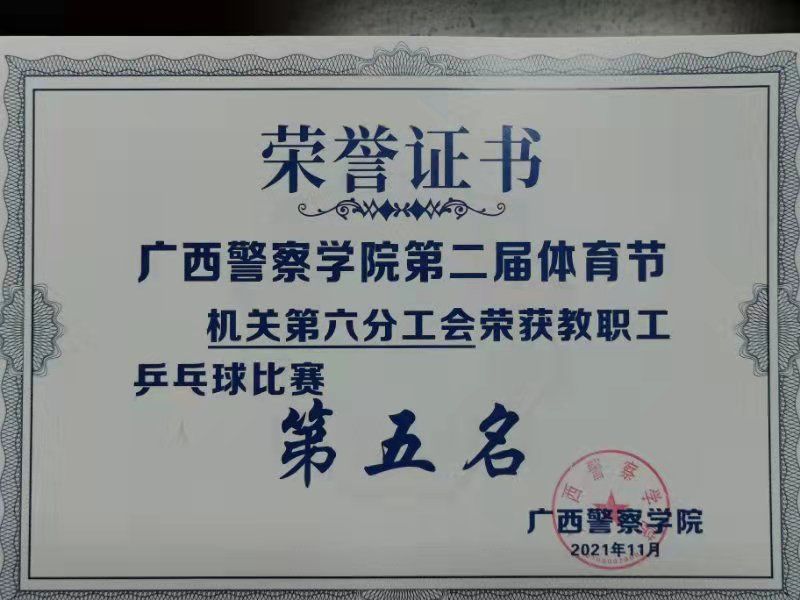 荣誉证书
广西警察学院第二届体育节
机关第六分工会荣获教职工
乒乓球比赛
第五名
广西警察学院
2021年11月